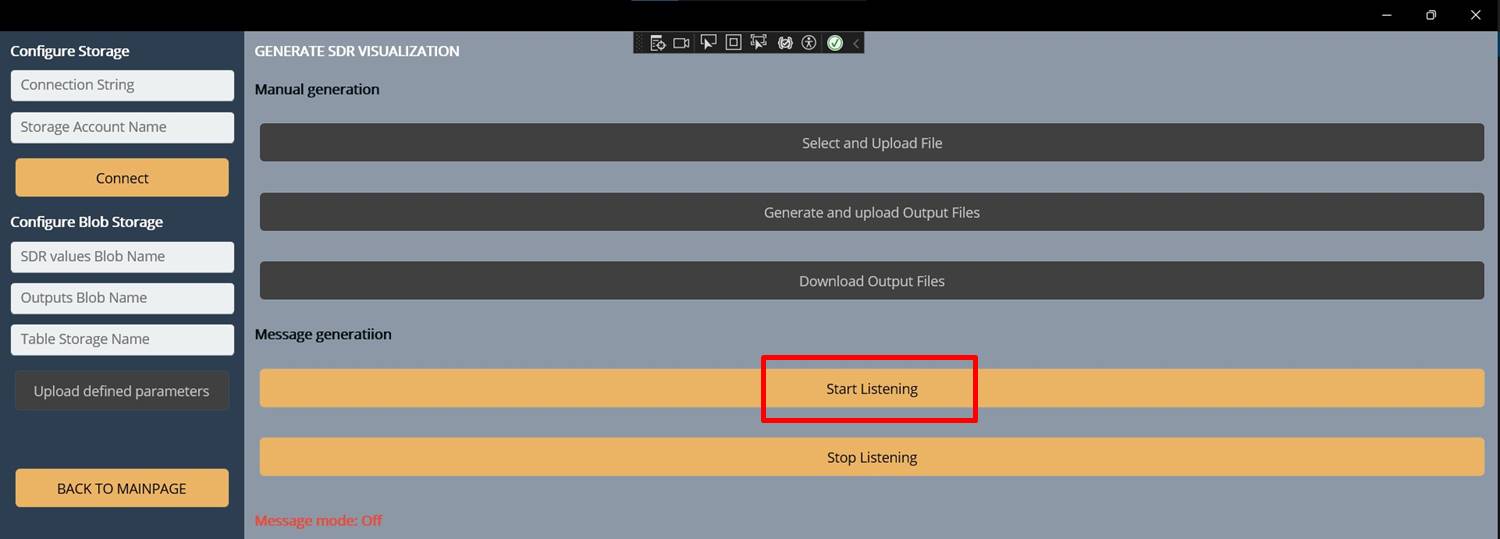 Configure Storage
Connection String
Storage Account Name
Connect
Configure Blob Storage
SDR values Blob Name
Outputs Blob Name
Table Storage Name
Upload defined parameters
BACK TO MAINPAGE
GENERATE SDR VISUALIZATION
Manual generation
Select and Upload File
Generate and upload Output Files
Download Output Files
Message generatiion
Start Listening
Stop Listening
Message mode: Off